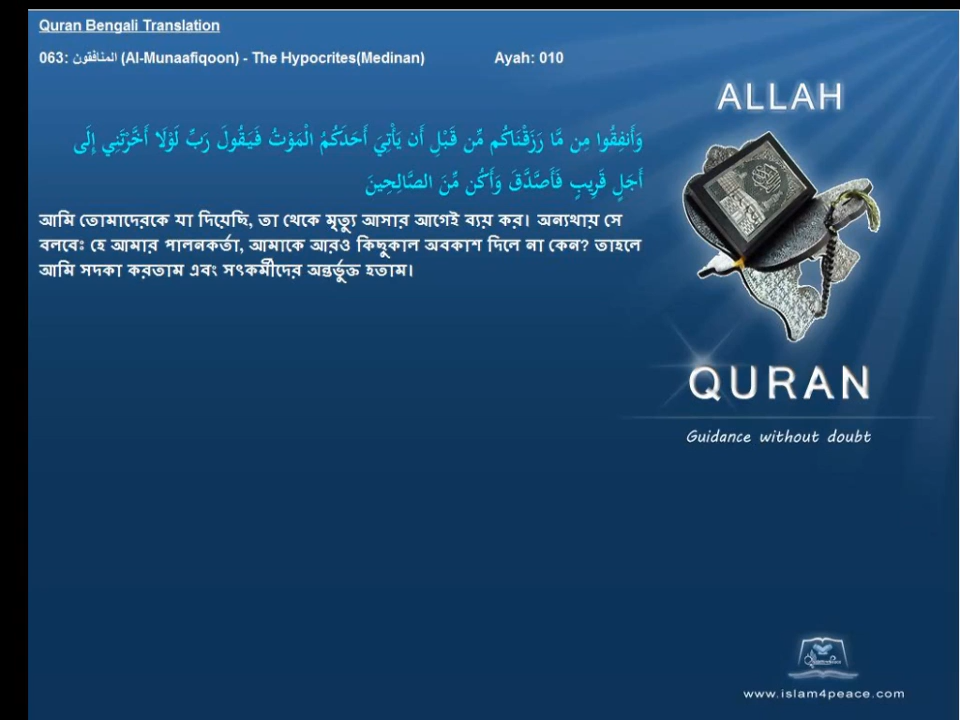 Quran Bengali Translation
063: المنافقون (Al-Munaafiqoon) - The Hypocrites(Medinan) Ayah: 010
وَأَنفِقُوا مِن مَّا رَزَقْنَاكُم مِّن قَبْلِ أَن يَأْتِيَ أَحَدَكُمُ الْمَوْتُ فَيَقُولَ رَبِّ لَوْلَا أَخَّرْتَنِي إِلَى
أَجَلٍ قَرِيبٍ فَأَصَّدَّقَ وَأَكُن مِّنَ الصَّالِحِينَ
আমি তোমাদেরকে যা দিয়েছি, তা থেকে মৃত্যু আসার আগেই ব্যয় কর। অন্যথায় সে
বলবেঃ হে আমার পালনকর্তা, আমাকে আরও কিছুকাল অবকাশ দিলে না কেন? তাহলে
আমি সদকা করতাম এবং সৎকর্মীদের অন্তর্ভুক্ত হতাম।
ALLAH
QURAN
Guidance without doubt
www.islam4peace.com